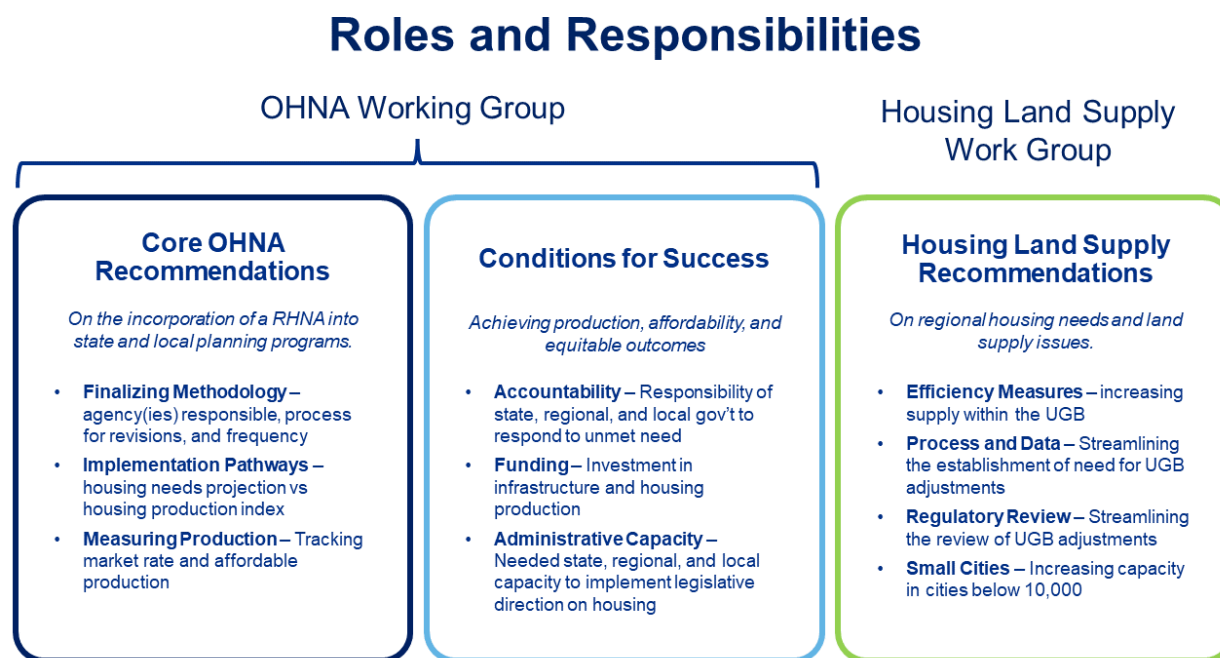 Roles and Responsibilities
OHNA Working Group
Housing Land Supply
Work Group
Core OHNA
Recommendations
On the incorporation of a RHNA into
state and local planning programs.
• Finalizing Methodology –
agency(ies) responsible, process
for revisions, and frequency
• Implementation Pathways –
housing needs projection vs
housing production index
• Measuring Production – Tracking
market rate and affordable
production
Conditions for Success
Achieving production, affordability, and
equitable outcomes
• Accountability – Responsibility of
state, regional, and local gov’t to
respond to unmet need
• Funding – Investment in
infrastructure and housing
production
• Administrative Capacity –
Needed state, regional, and local
capacity to implement legislative
direction on housing
Housing Land Supply
Recommendations
On regional housing needs and land
supply issues.
• Efficiency Measures – increasing
supply within the UGB
• Process and Data – Streamlining
the establishment of need for UGB
adjustments
• Regulatory Review – Streamlining
the review of UGB adjustments
• Small Cities – Increasing capacity
in cities below 10,000